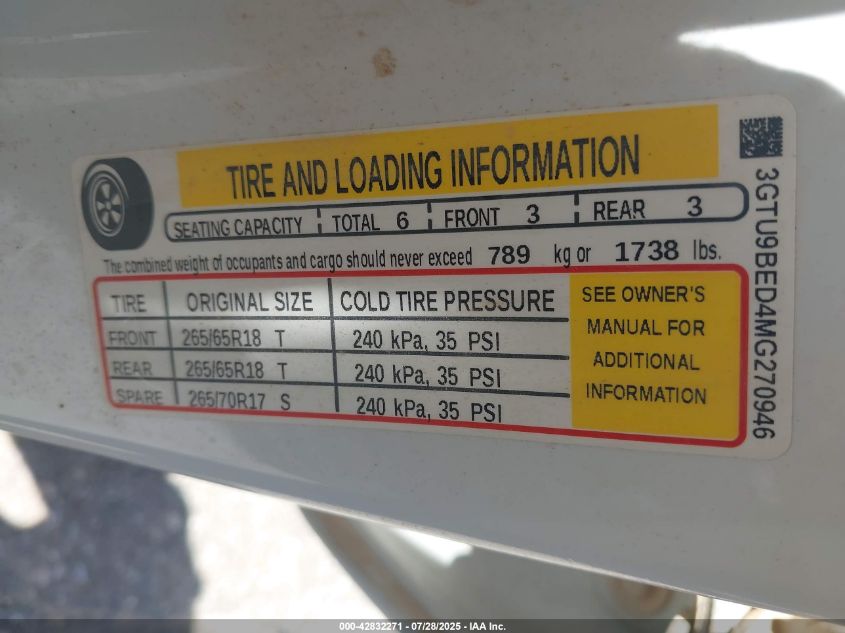 TIRE AND LOADING INFORMATION
SEATING CAPACITY TOTAL 6 FRONT 3 REAR 3
The combined weight of occupants and cargo should never exceed 789 kg or 1738 lbs.
TIRE ORIGINAL SIZE COLD TIRE PRESSURE
FRONT 265/65R18 T 240 kPa, 35 PSI
REAR 265/65R18 T 240 kPa, 35 PSI
SPARE 265/70R17 S 240 kPa, 35 PSI
SEE OWNER'S
MANUAL FOR
ADDITIONAL
INFORMATION
3GTU9BED4MG270946
000-42832271 - 07/28/2025 - IAA Inc.